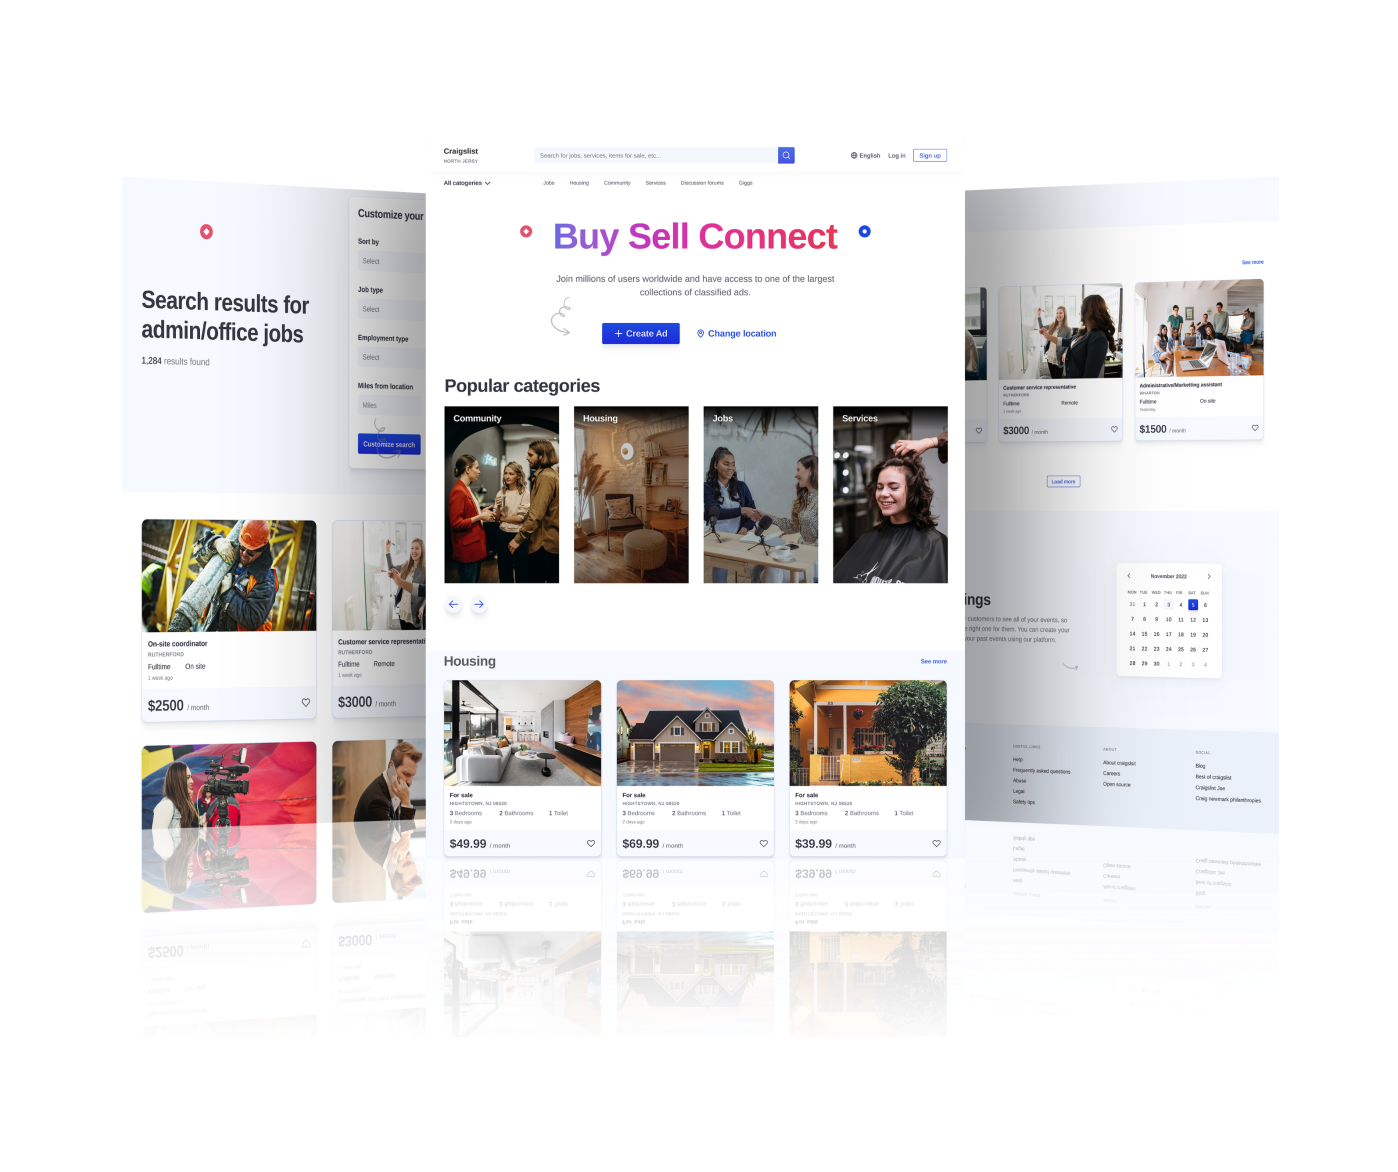 Craigslist
NORTH JERSY
Search for jobs, services, items for sale, etc...
English
Log in
Sign up
All catogeries
Jobs
Housing
Community
Services
Discussion forums
Giggs
Buy Sell Connect
Join millions of users worldwide and have access to one of the largest
collections of classified ads.
Create Ad
Change location
Popular categories
Community
Housing
Jobs
Services
Housing
See more
For sale
HIGHTSTOWN, NJ 08520
3 Bedrooms
2 Bathrooms
1 Toilet
2 days ago
$49.99 / month
For sale
HIGHTSTOWN, NJ 08520
3 Bedrooms
2 Bathrooms
1 Toilet
2 days ago
$69.99 / month
For sale
HIGHTSTOWN, NJ 08520
3 Bedrooms
2 Bathrooms
1 Toilet
2 days ago
$39.99 / month
Search results for
admin/office jobs
1,284 results found
Customize your
Sort by
Select
Job type
Select
Employment type
Select
Miles from location
Miles
Customize search
On-site coordinator
RUTHERFORD
Fulltime
On site
1 week ago
$2500 / month
Customer service representati
RUTHERFORD
Fulltime
Remote
1 week ago
$3000 / month
See more
Customer service representative
RUTHERFORD
Fulltime
Remote
1 week ago
$3000 / month
Administrative/Marketting assistant
WHARTON
Fulltime
On site
Yesterday
$1500 / month
Load more
ings
customers to see all of your events, so
right one for them. You can create your
your past events using our platform.
November 2022
MON TUE WED THU FRI SAT SUN
31 1 2 3 4 5 6
7 8 9 10 11 12 13
14 15 16 17 18 19 20
21 22 23 24 25 26 27
28 29 30 1 2 3 4
USEFUL LINKS
Help
Frequently asked questions
Abuse
Legal
Safety tips
ABOUT
About craigslist
Careers
Open source
SOCIAL
Blog
Best of craigslist
Craigslist Joe
Craig newmark philanthropies